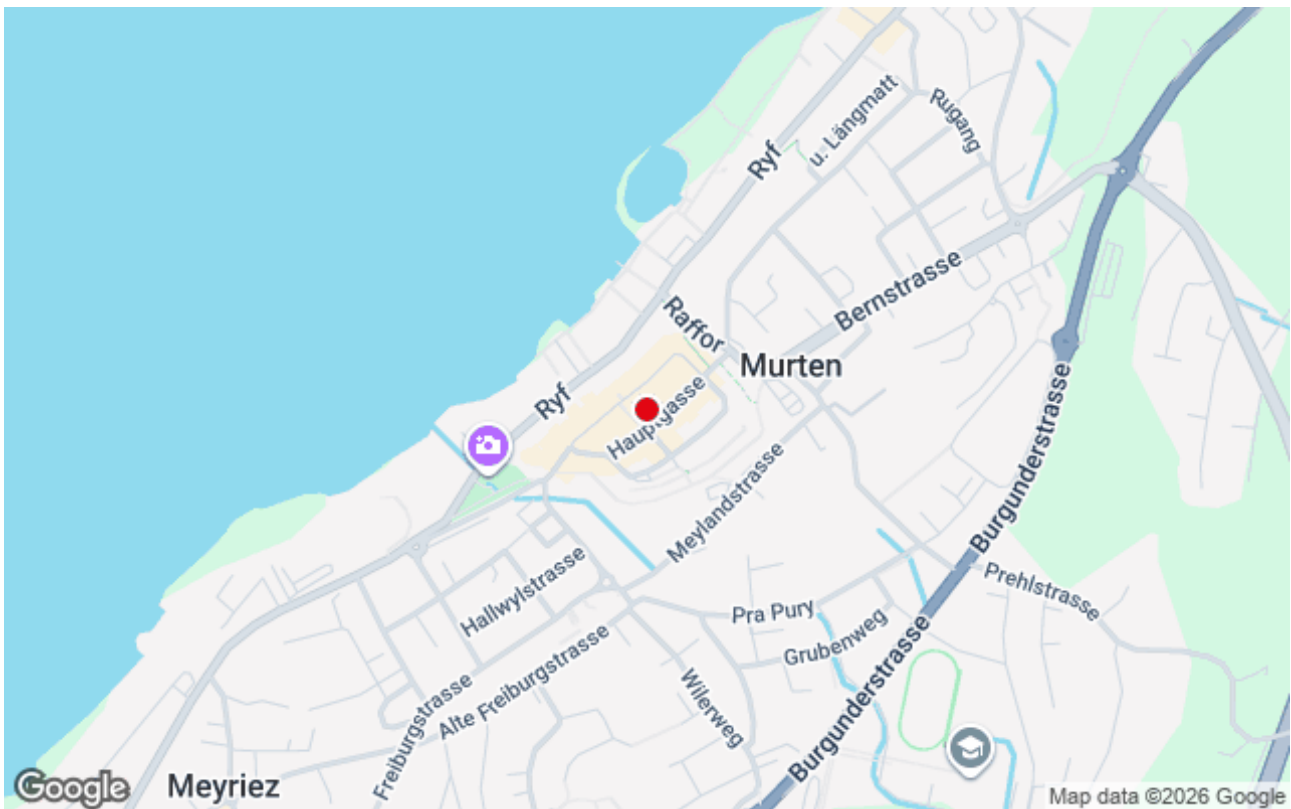 Rugang
u. Längmatt
Ryf
Bernstrasse
Raffor
Murten
Ryf
Hauptgasse
Burgunderstrasse
Meylandstrasse
Prehlstrasse
Hallwylstrasse
Pra Pury
Grubenweg
Alte Freiburgstrasse
Freiburgstrasse
Wilerweg
Burgunderstrasse
Meyriez
Google
Map data ©2026 Google